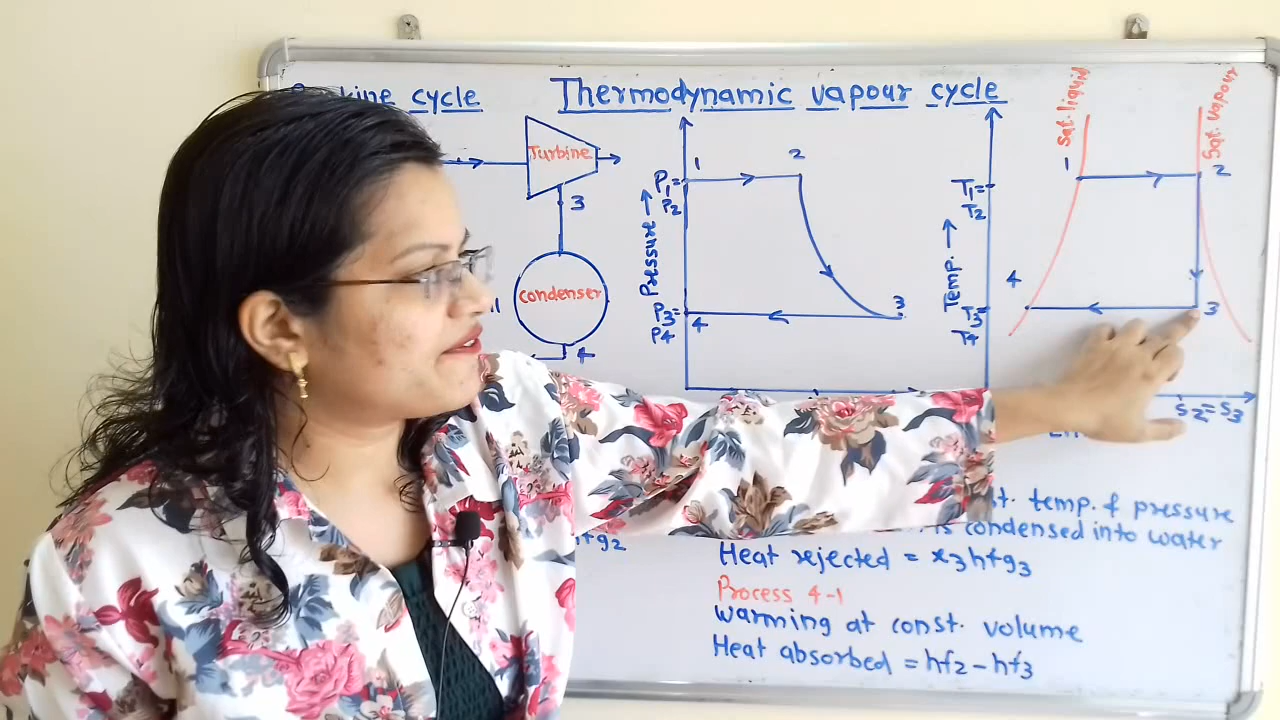 cycle
Thermodynamic vapour cycle
Turbine
3
condenser
4
Pressure →
P1=
P2
P3=
P4
1
2
3
4
Temp. →
T1=
T2
T3=
T4
Sat. liquid
Sat. vapour
1
2
3
4
S2=S3
temp. & pressure
is condensed into water
Heat rejected = x3hfg3
Process 4-1
Warming at const. volume
Heat absorbed = hf2-hf3